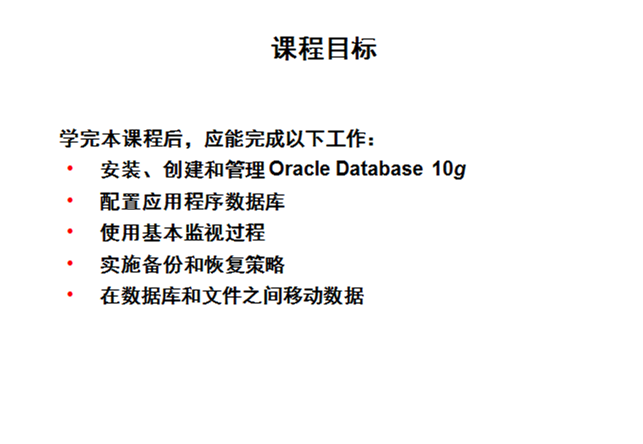 课程目标
学完本课程后，应能完成以下工作：
• 安装、创建和管理 Oracle Database 10g
• 配置应用程序数据库
• 使用基本监视过程
• 实施备份和恢复策略
• 在数据库和文件之间移动数据